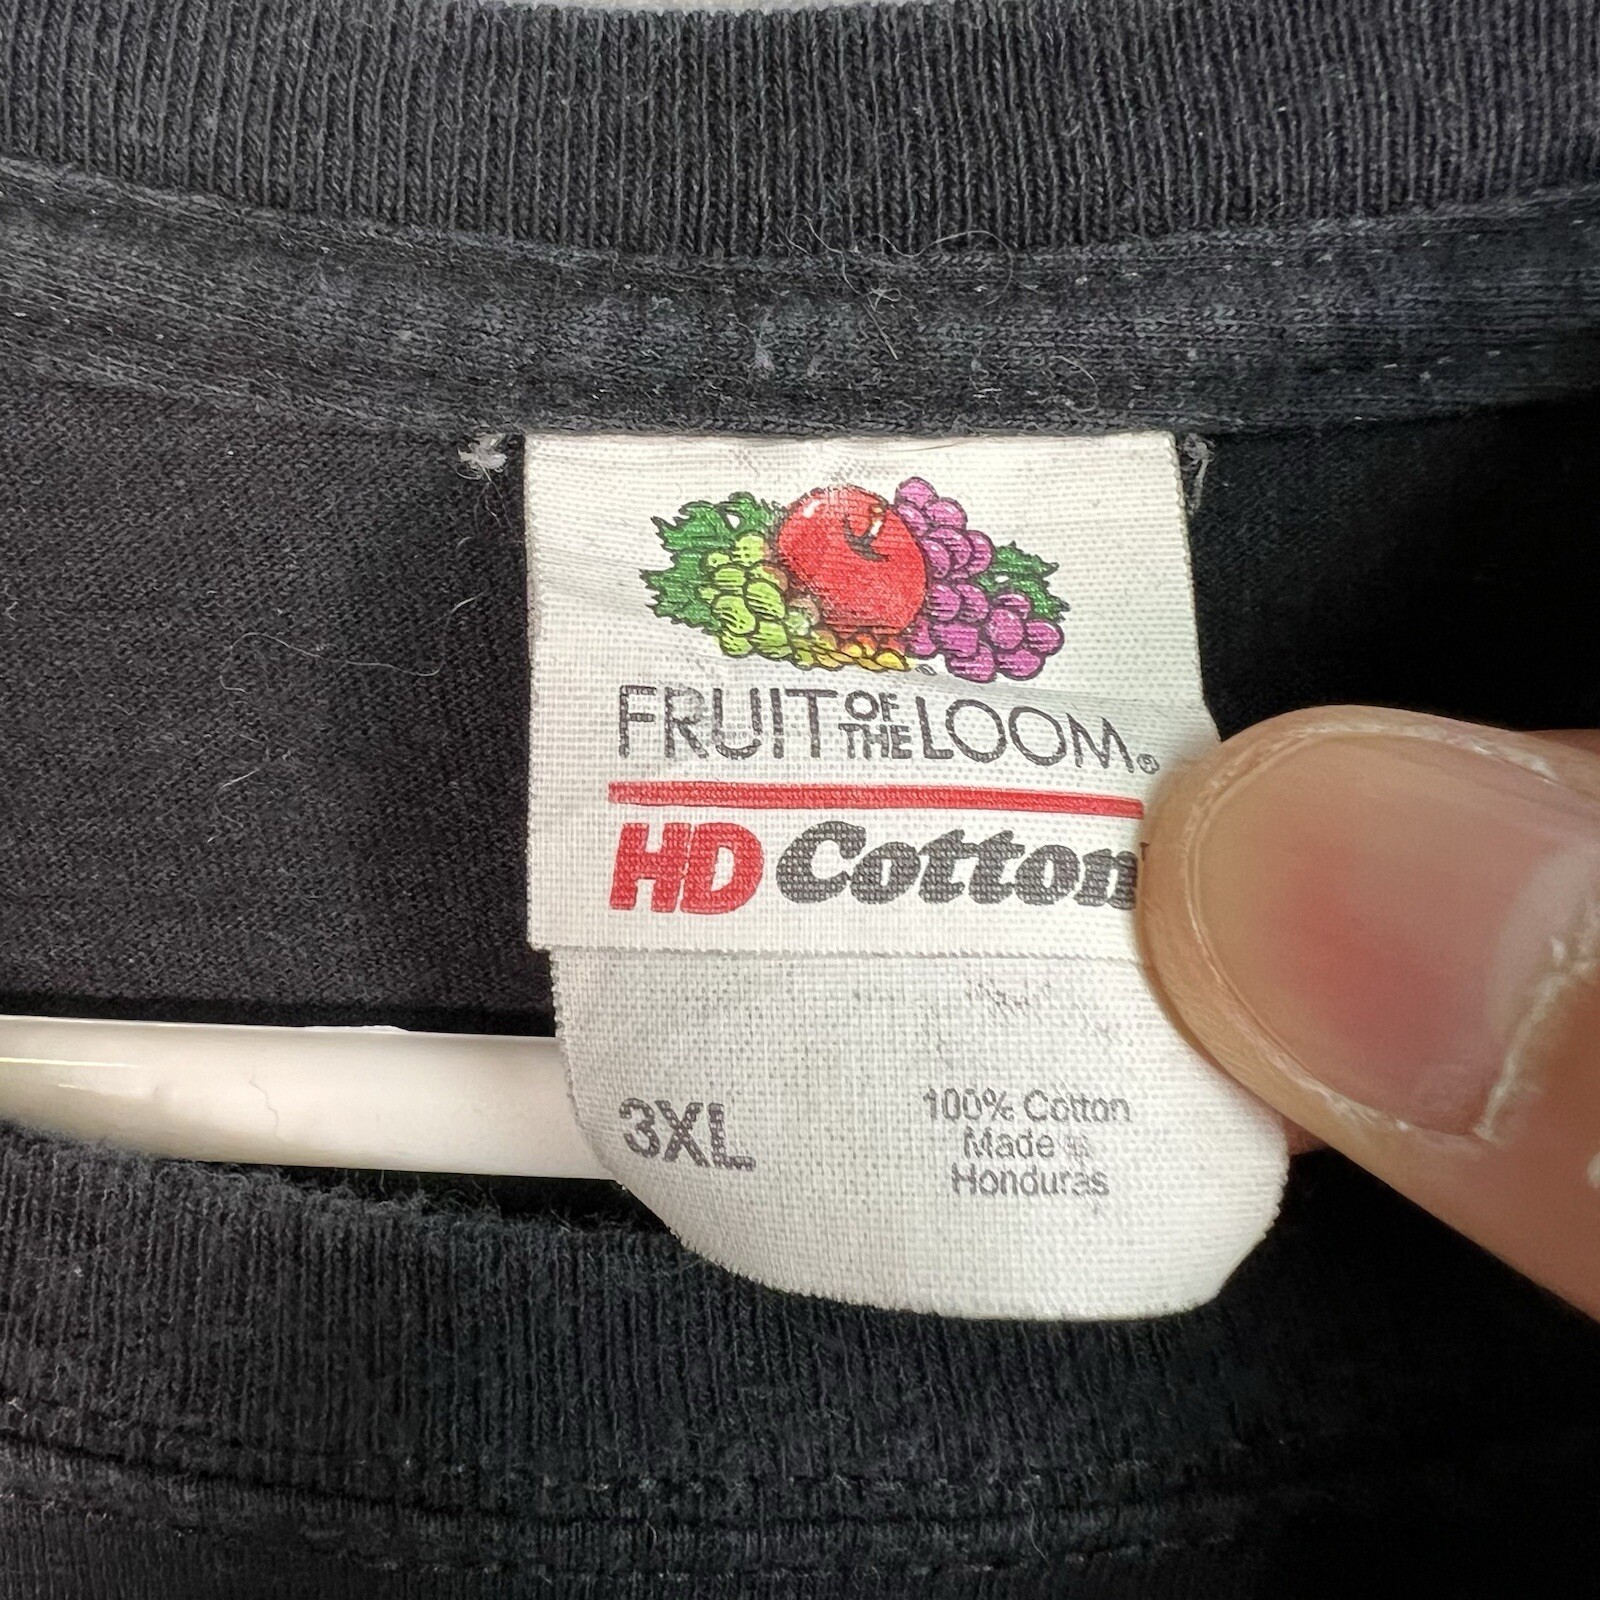 FRUIT OF THE LOOM®
HD Cotton
3XL
100% Cotton
Made in
Honduras